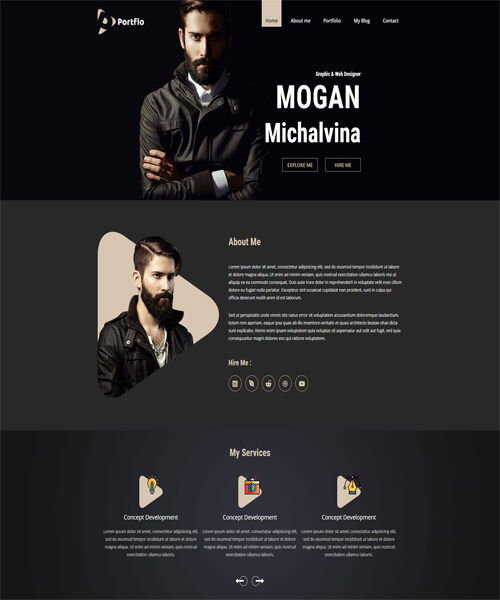 Portflo
Home About me Portfolio My Blog Contact
Graphic & Web Designer
MOGAN
Michalvina
EXPLORE ME HIRE ME
About Me
Lorem ipsum dolor sit amet, consectetur adipiscing elit, sed do eiusmod tempor incididunt ut labore
et dolore magna aliqua. Ut enim ad minim veniam, quis nostrud exercitation ullamco laboris nisi ut
aliquip ex ea commodo consequat. Duis aute irure dolor in reprehenderit in voluptate velit esse cillum
dolore eu fugiat nulla pariatur. Excepteur sint occaecat cupidatat non proident, sunt in culpa qui
officia deserunt mollit anim id est laborum.
Sed ut perspiciatis unde omnis iste natus error sit voluptatem accusantium doloremque laudantium,
totam rem aperiam, eaque ipsa quae ab illo inventore veritatis et quasi architecto beatae vitae dicta
sunt explicabo. Nemo enim ipsam voluptatem quia voluptas sit aspernatur aut odit aut fugit, sed quia
consequuntur magni dolores eos qui ratione voluptatem.
Hire Me :
My Services
Concept Development Concept Development Concept Development
Lorem ipsum dolor sit amet, consectetur adipiscing elit, Lorem ipsum dolor sit amet, consectetur adipiscing elit, Lorem ipsum dolor sit amet, consectetur adipiscing elit,
sed do eiusmod tempor incididunt ut labore et dolore sed do eiusmod tempor incididunt ut labore et dolore sed do eiusmod tempor incididunt ut labore et dolore
magna aliqua. Ut enim ad minim veniam, quis nostrud magna aliqua. Ut enim ad minim veniam, quis nostrud magna aliqua. Ut enim ad minim veniam, quis nostrud
exercitation ullamco. exercitation ullamco. exercitation ullamco.